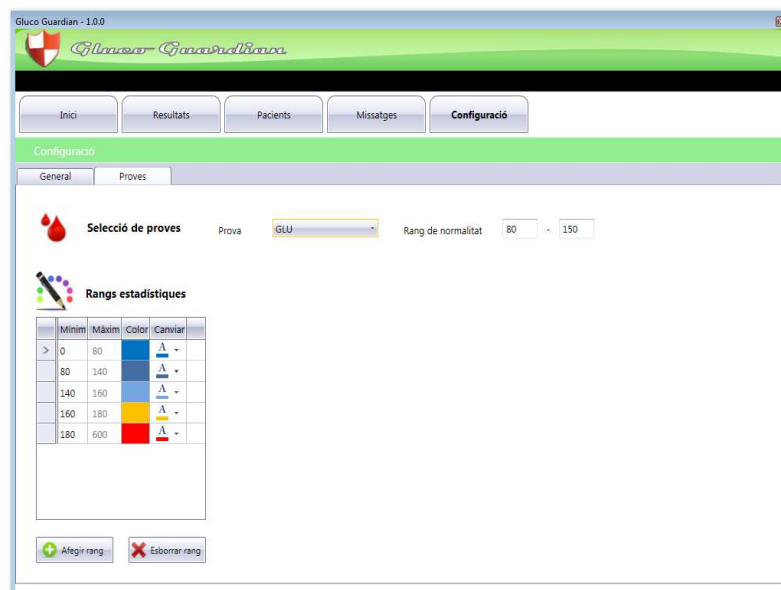 Gluco Guardian - 1.0.0
Gluco Guardian
Inici Resultats Pacients Missatges Configuració
Configuració
General Proves
Selecció de proves Prova GLU Rang de normalitat 80 - 150
Rangs estadístiques
Mínim Màxim Color Canviar
> 0 80 A
80 140 A
140 160 A
160 180 A
180 600 A
Afegir rang Esborrar rang